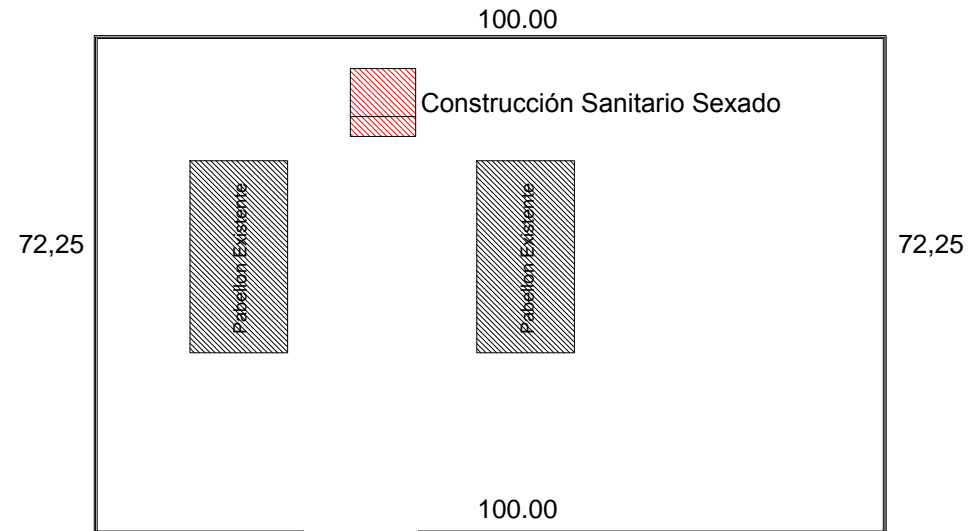 100.00
Construcción Sanitario Sexado
Pabellon Existente
Pabellon Existente
72,25
72,25
100.00